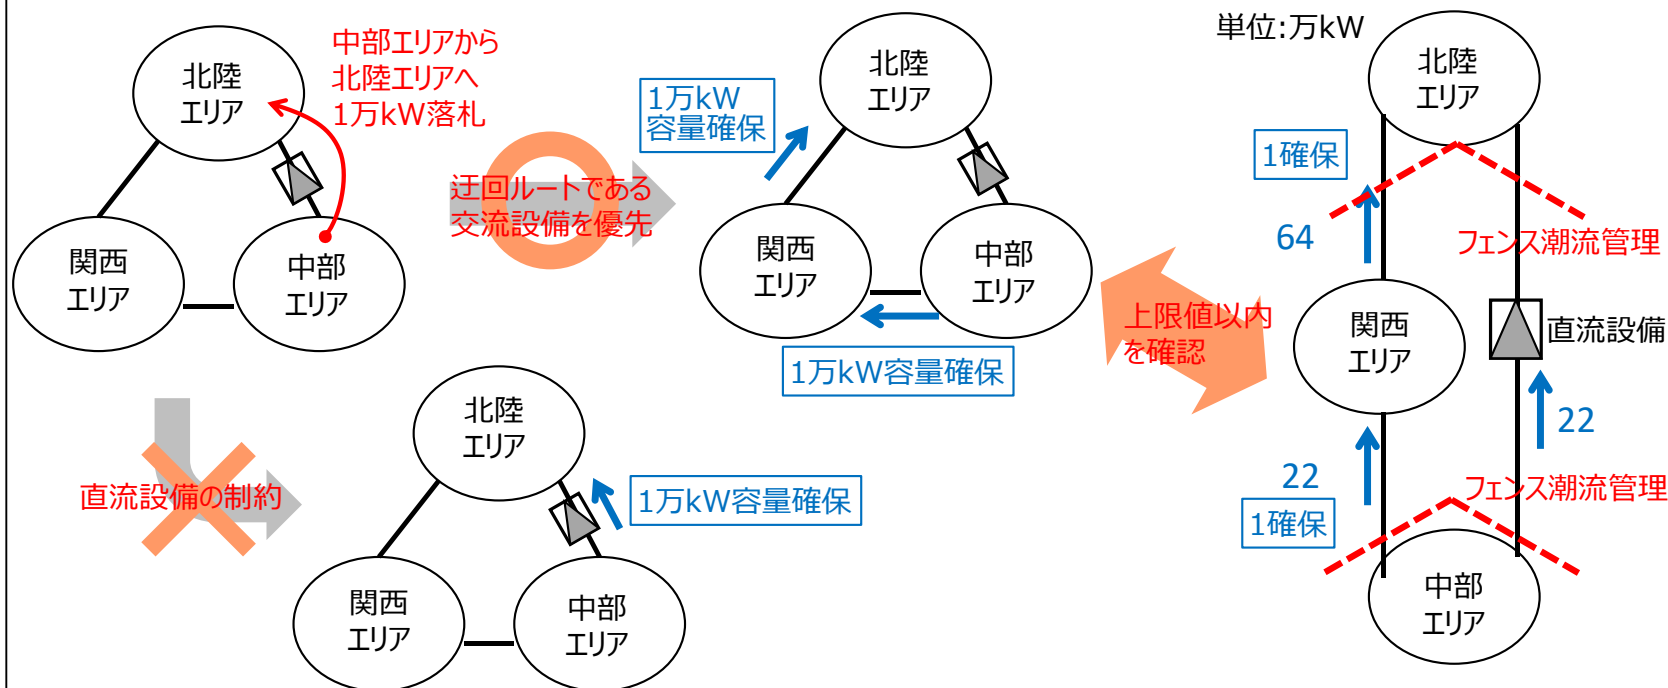 北陸
エリア
関西
エリア
中部
エリア
中部エリアから
北陸エリアへ
1万kW落札
迂回ルートである
交流設備を優先
1万kW
容量確保
北陸
エリア
関西
エリア
中部
エリア
1万kW容量確保
直流設備の制約
北陸
エリア
関西
エリア
中部
エリア
1万kW容量確保
上限値以内
を確認
単位:万kW
北陸
エリア
1確保
64
フェンス潮流管理
関西
エリア
直流設備
22
22
1確保
フェンス潮流管理
中部
エリア